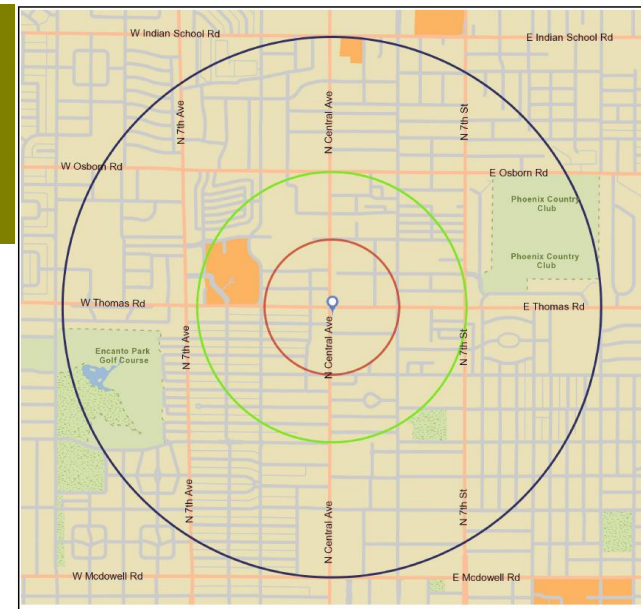 W Indian School Rd
E Indian School Rd
N 7th Ave
N Central Ave
N 7th St
W Osborn Rd
E Osborn Rd
Phoenix Country
Club
Phoenix Country
Club
W Thomas Rd
E Thomas Rd
Encanto Park
Golf Course
N 7th Ave
N Central Ave
N 7th St
N 7th Ave
N Central Ave
N 7th St
W Mcdowell Rd
E Mcdowell Rd